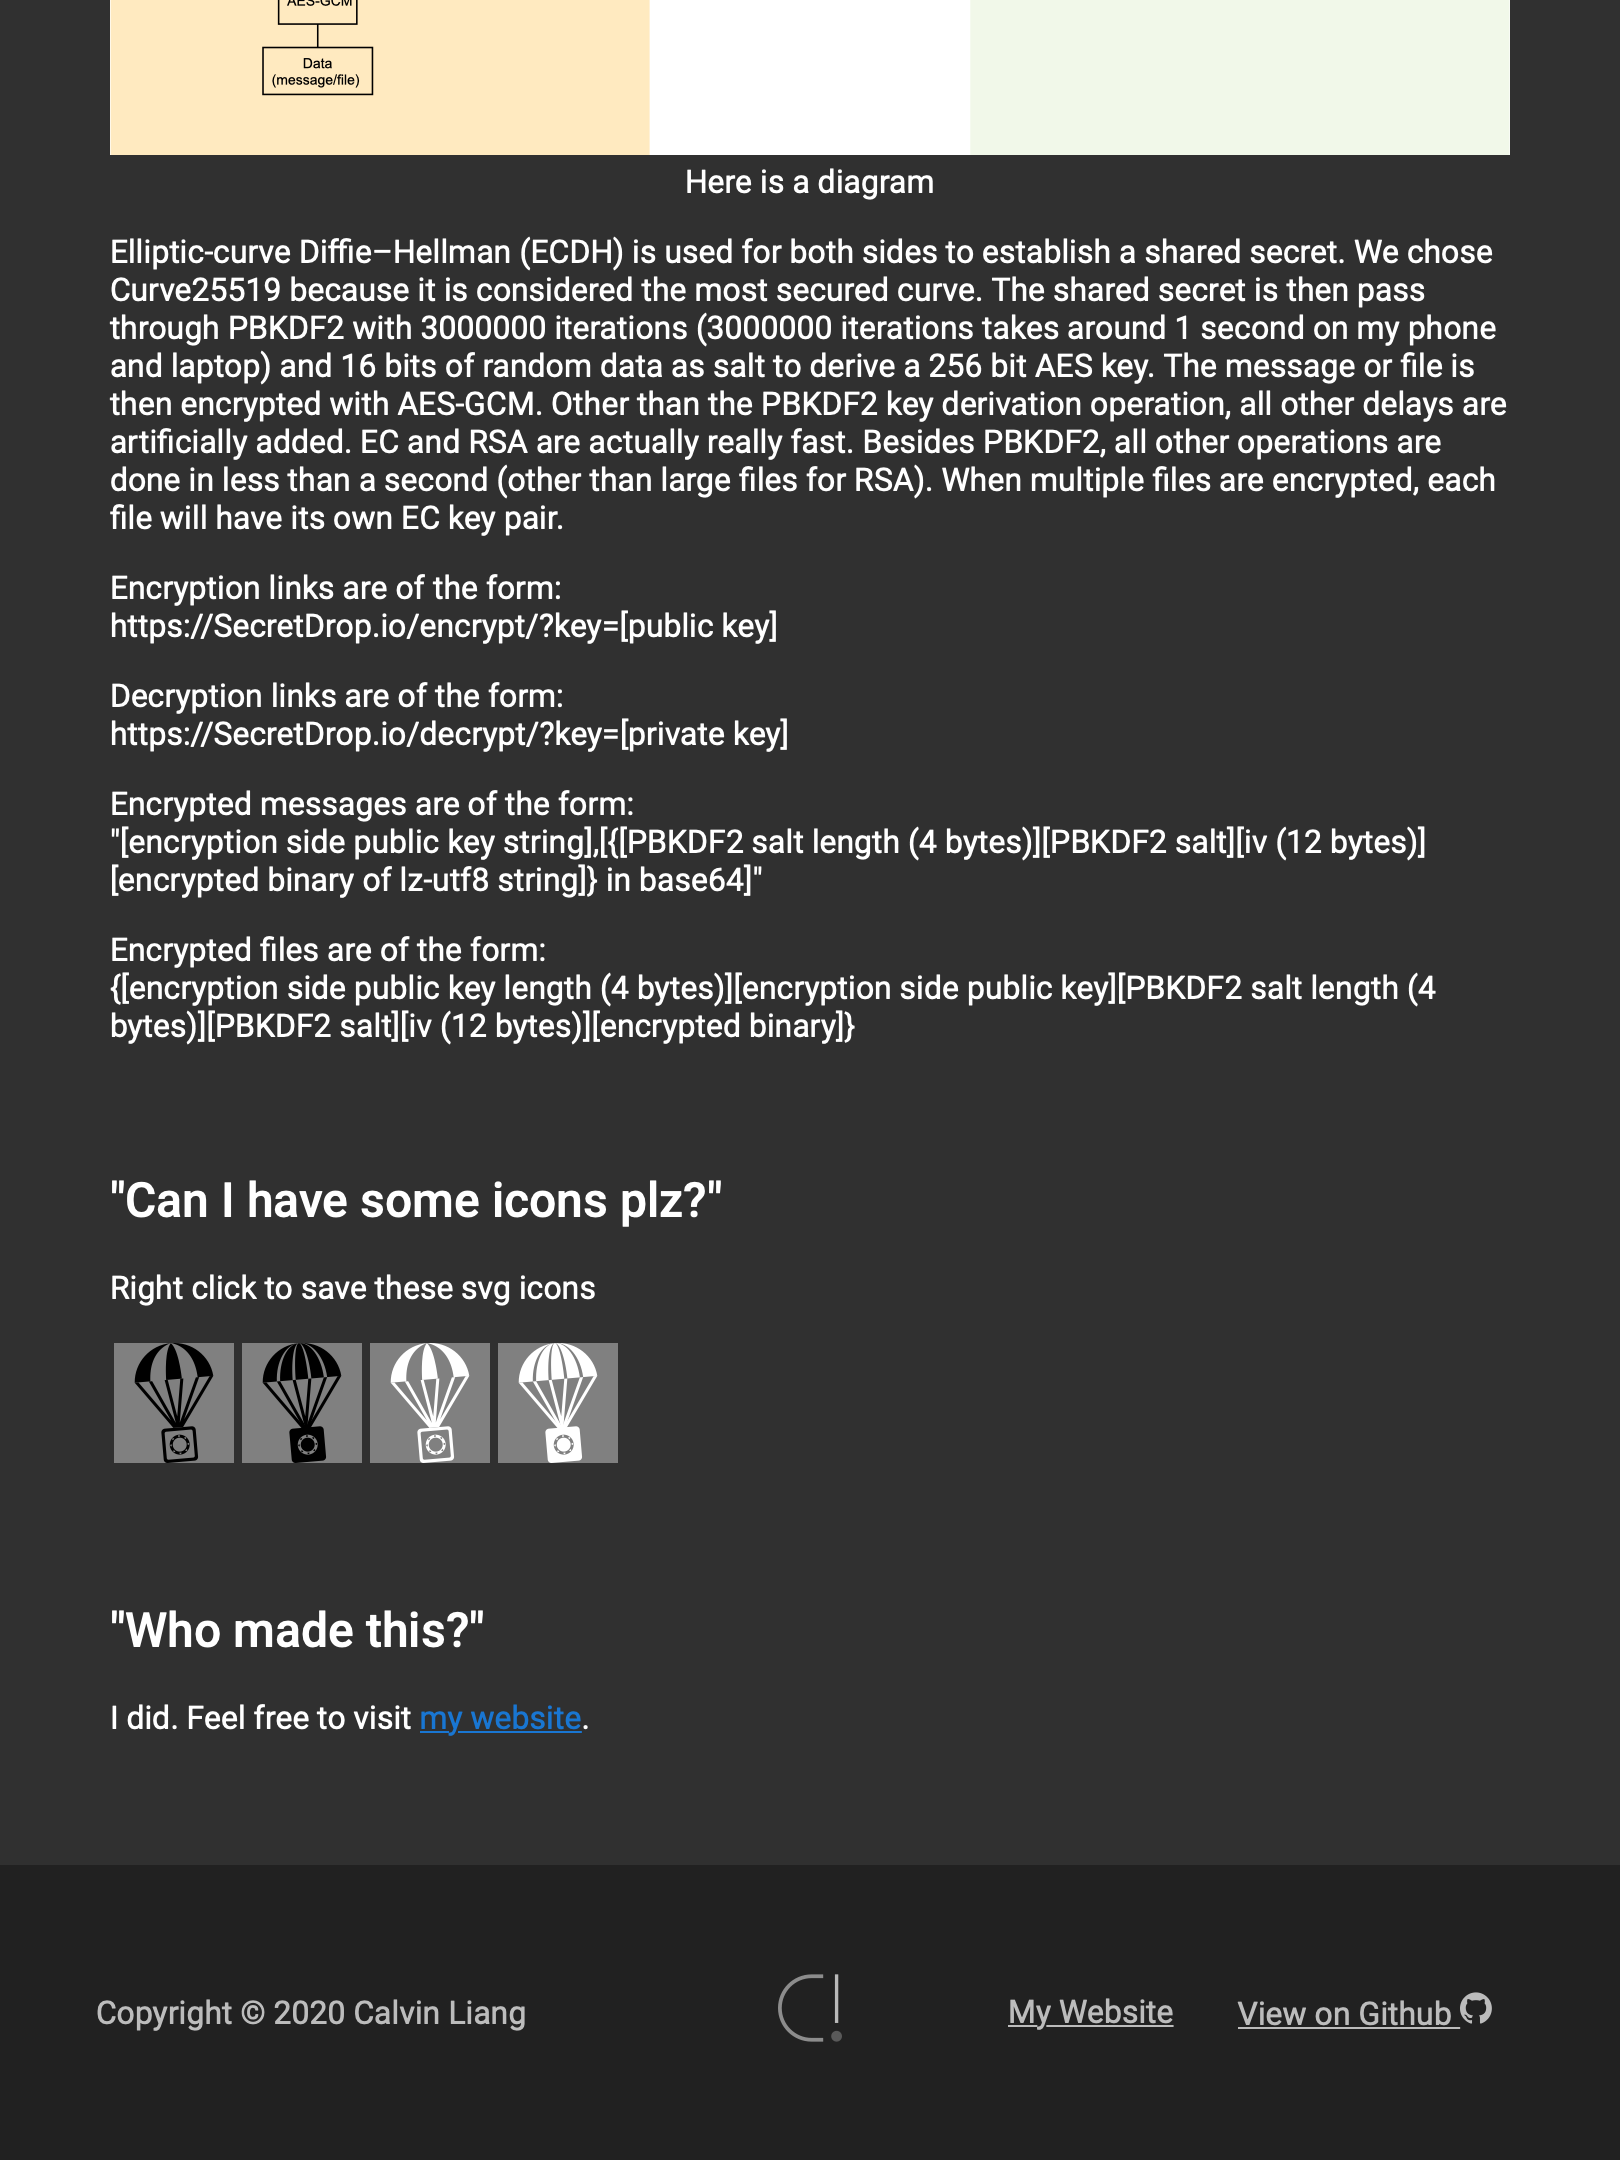 AES-GCM
Data
(message/file)
Here is a diagram
Elliptic-curve Diffie–Hellman (ECDH) is used for both sides to establish a shared secret. We chose
Curve25519 because it is considered the most secured curve. The shared secret is then pass
through PBKDF2 with 3000000 iterations (3000000 iterations takes around 1 second on my phone
and laptop) and 16 bits of random data as salt to derive a 256 bit AES key. The message or file is
then encrypted with AES-GCM. Other than the PBKDF2 key derivation operation, all other delays are
artificially added. EC and RSA are actually really fast. Besides PBKDF2, all other operations are
done in less than a second (other than large files for RSA). When multiple files are encrypted, each
file will have its own EC key pair.
Encryption links are of the form:
https://SecretDrop.io/encrypt/?key=[public key]
Decryption links are of the form:
https://SecretDrop.io/decrypt/?key=[private key]
Encrypted messages are of the form:
"[encryption side public key string],[{[PBKDF2 salt length (4 bytes)][PBKDF2 salt][iv (12 bytes)]
[encrypted binary of lz-utf8 string]} in base64]"
Encrypted files are of the form:
{[encryption side public key length (4 bytes)][encryption side public key][PBKDF2 salt length (4
bytes)][PBKDF2 salt][iv (12 bytes)][encrypted binary]}
"Can I have some icons plz?"
Right click to save these svg icons
"Who made this?"
I did. Feel free to visit my website.
Copyright © 2020 Calvin Liang
C!
My Website
View on Github